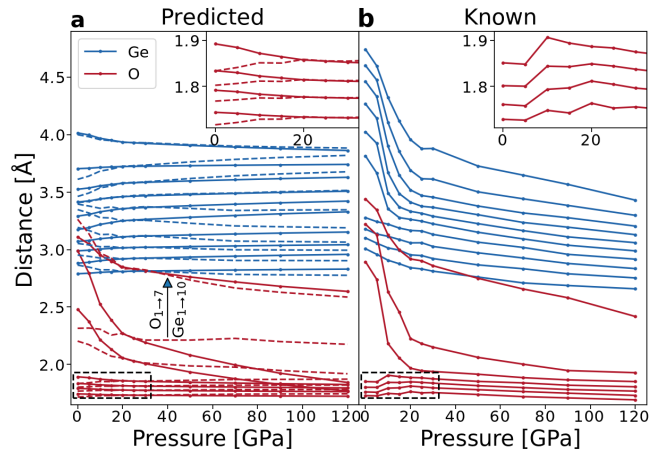 a Predicted
b Known
Ge
O
1.9
1.8
0 20
1.9
1.8
0 20
4.5
4.0
3.5
3.0
2.5
2.0
Distance [Å]
O1→7
Ge1→10
0 20 40 60 80 100 120
0 20 40 60 80 100 120
Pressure [GPa]
Pressure [GPa]